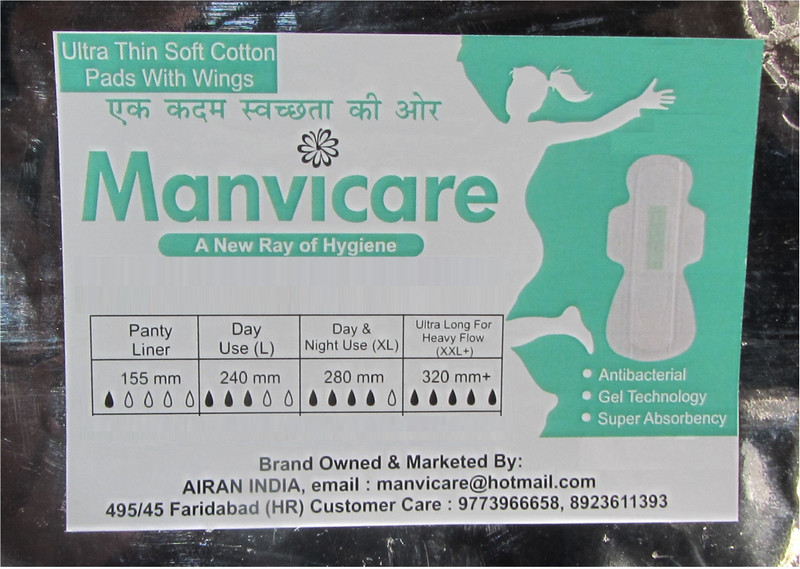 Ultra Thin Soft Cotton
Pads With Wings
एक कदम स्वच्छता की ओर
Manvicare
A New Ray of Hygiene
Panty
Liner
Day
Use (L)
Day &
Night Use (XL)
Ultra Long For
Heavy Flow
(XXL+)
155 mm
240 mm
280 mm
320 mm+
Antibacterial
Gel Technology
Super Absorbency
Brand Owned & Marketed By:
AIRAN INDIA, email : manvicare@hotmail.com
495/45 Faridabad (HR) Customer Care : 9773966658, 8923611393